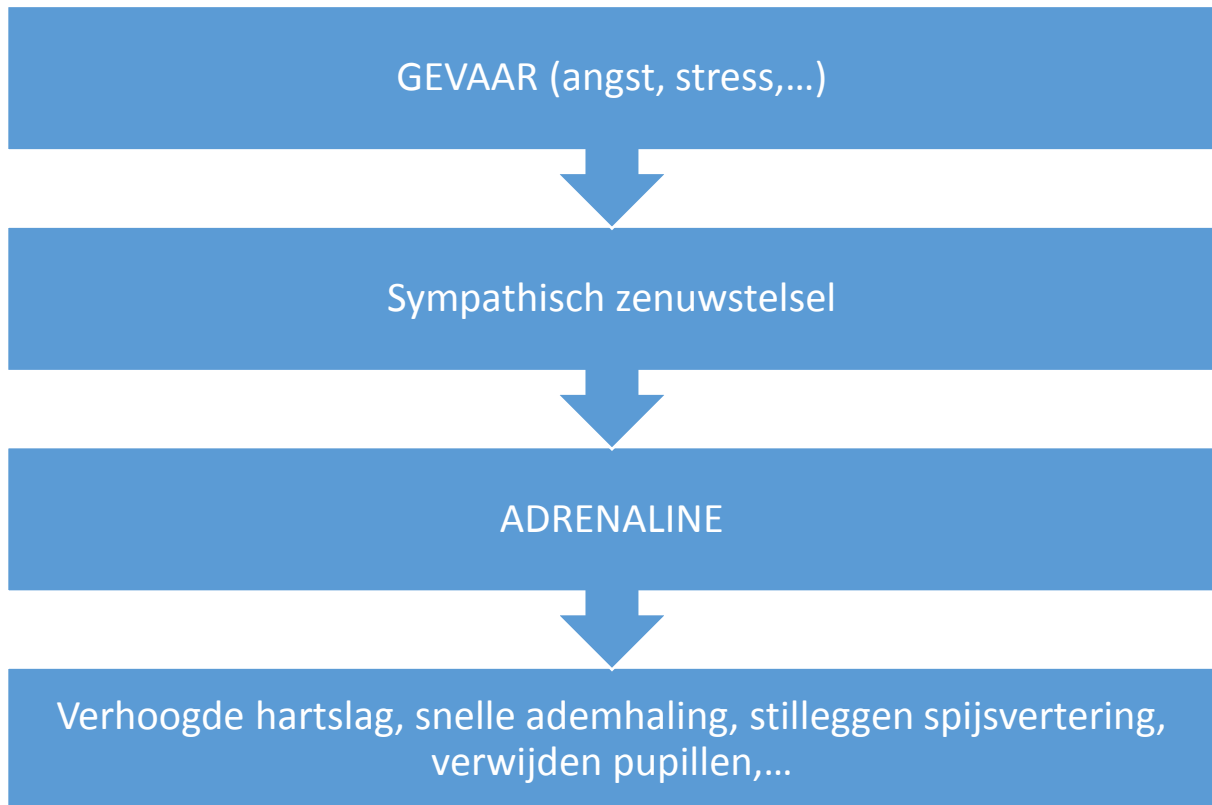 GEVAAR (angst, stress,...)
Sympathisch zenuwstelsel
ADRENALINE
Verhoogde hartslag, snelle ademhaling, stilleggen spijsvertering,
verwijden pupillen,...